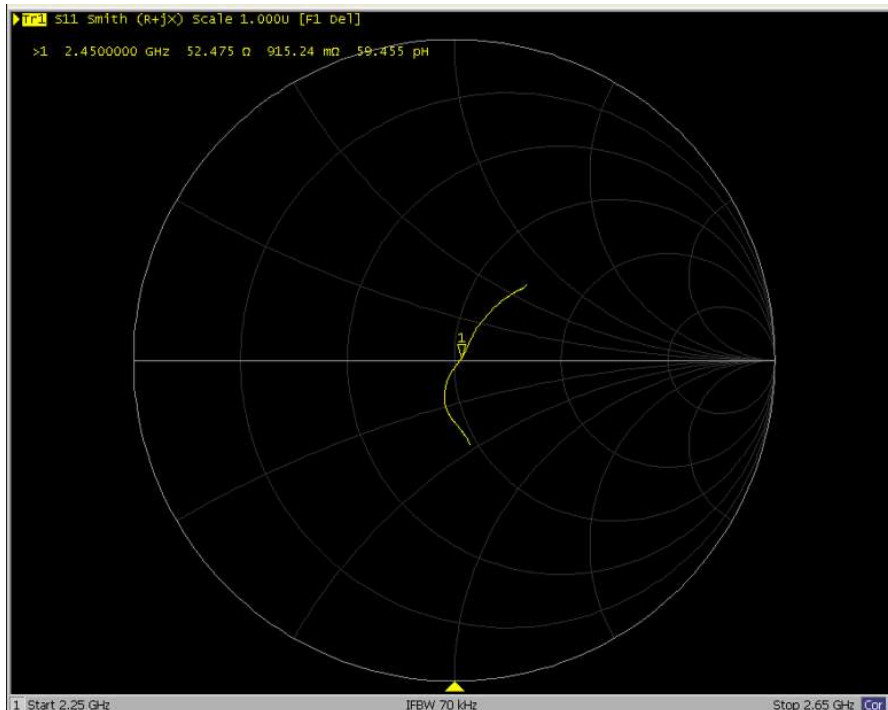 Tr1 S11 Smith (R+jX) Scale 1.000U [F1 Del]
>1 2.4500000 GHz 52.475 Ω 915.24 mΩ 59.455 pH
1
1 Start 2.25 GHz IFBW 70 kHz Stop 2.65 GHz Cor